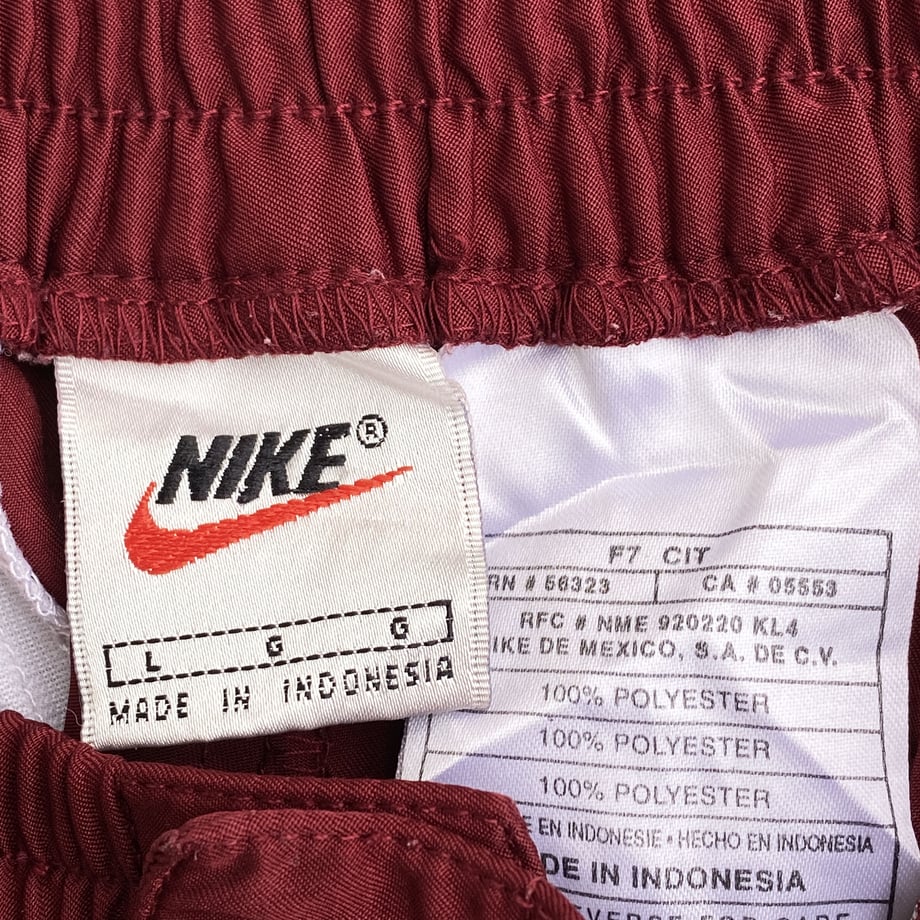 NIKE®
L G G
MADE IN INDONESIA
F7 CIT
RN # 56323 CA # 05553
RFC # NME 920220 KL4
IKE DE MEXICO, S.A. DE C.V.
100% POLYESTER
100% POLYESTER
100% POLYESTER
E EN INDONESIE • HECHO EN INDONESIA
DE IN INDONESIA